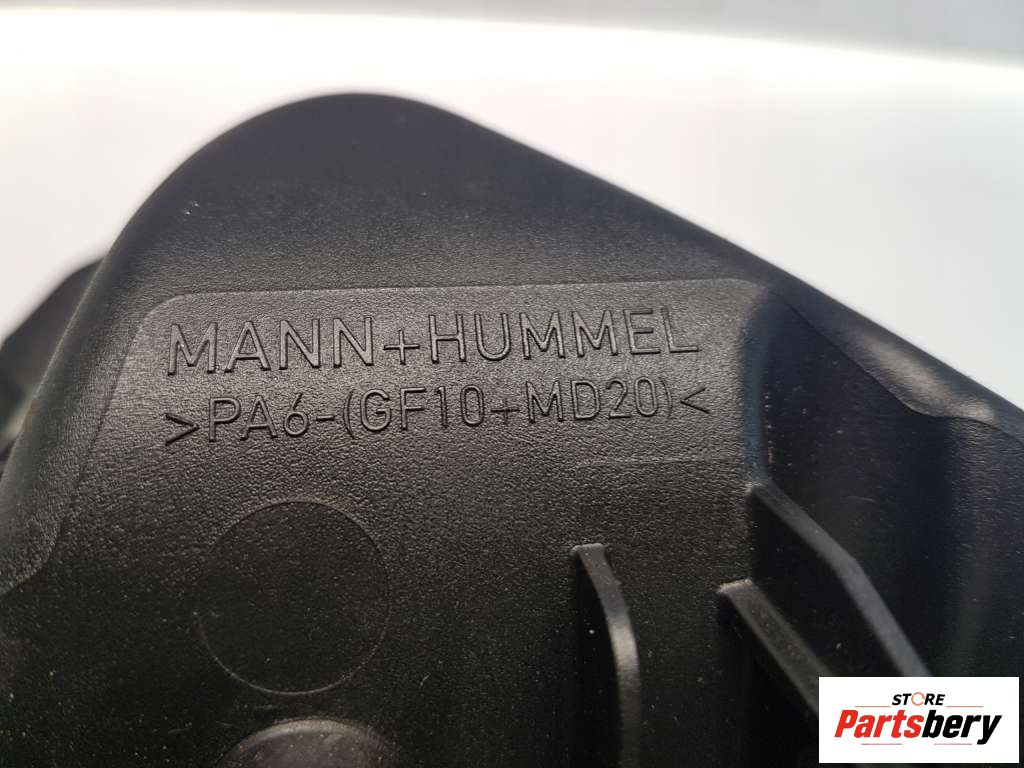 MANN+HUMMEL
>PA6-(GF10+MD20)<
STORE
Partsbery